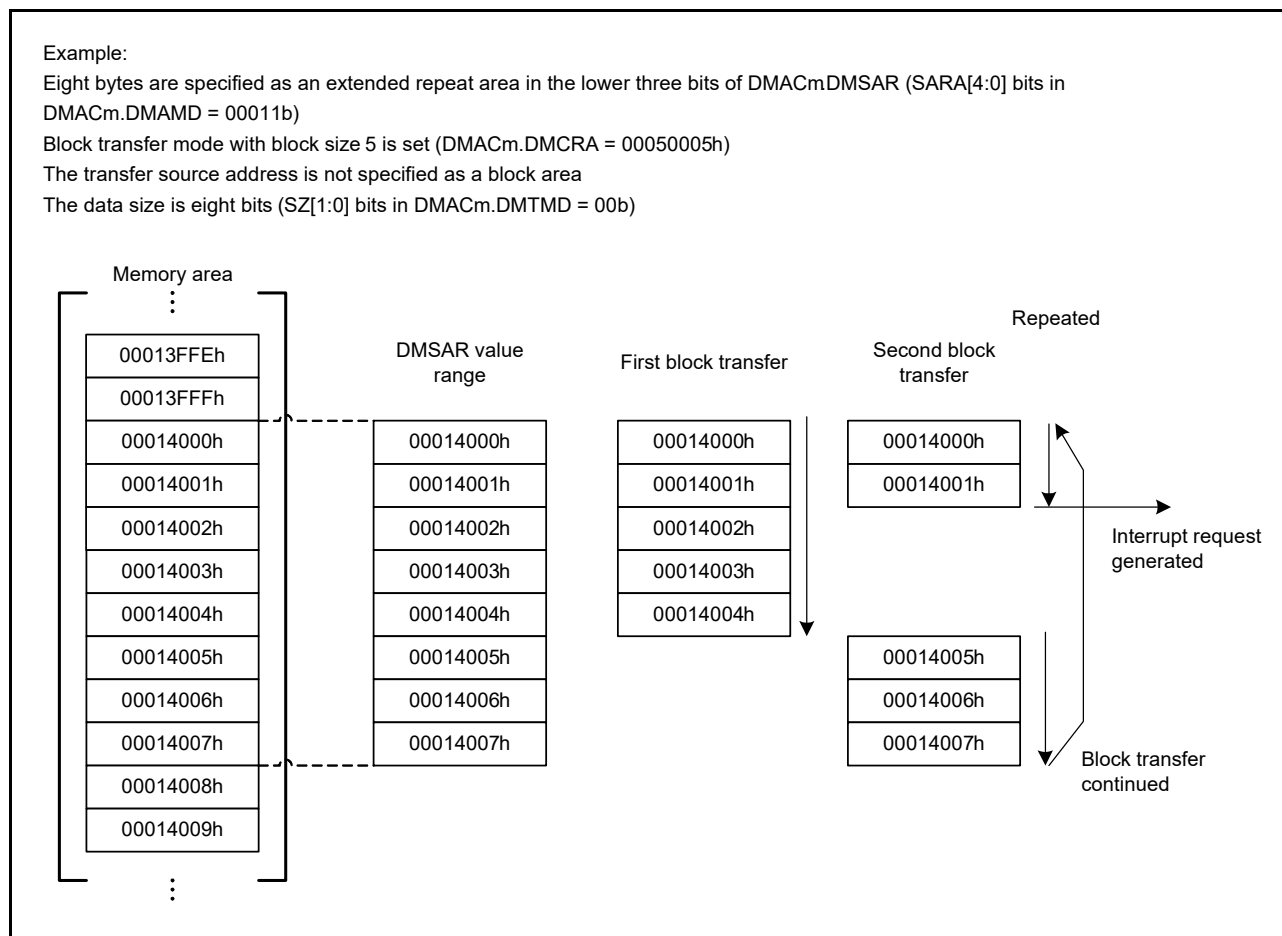 Example:
Eight bytes are specified as an extended repeat area in the lower three bits of DMACm.DMSAR (SARA[4:0] bits in
DMACm.DMAMD = 00011b)
Block transfer mode with block size 5 is set (DMACm.DMCRA = 00050005h)
The transfer source address is not specified as a block area
The data size is eight bits (SZ[1:0] bits in DMACm.DMTMD = 00b)
Memory area
⋮
00013FFEh
00013FFFh
00014000h
00014001h
00014002h
00014003h
00014004h
00014005h
00014006h
00014007h
00014008h
00014009h
⋮
DMSAR value
range
00014000h
00014001h
00014002h
00014003h
00014004h
00014005h
00014006h
00014007h
First block transfer
00014000h
00014001h
00014002h
00014003h
00014004h
Second block
transfer
00014000h
00014001h
00014005h
00014006h
00014007h
Repeated
Interrupt request
generated
Block transfer
continued